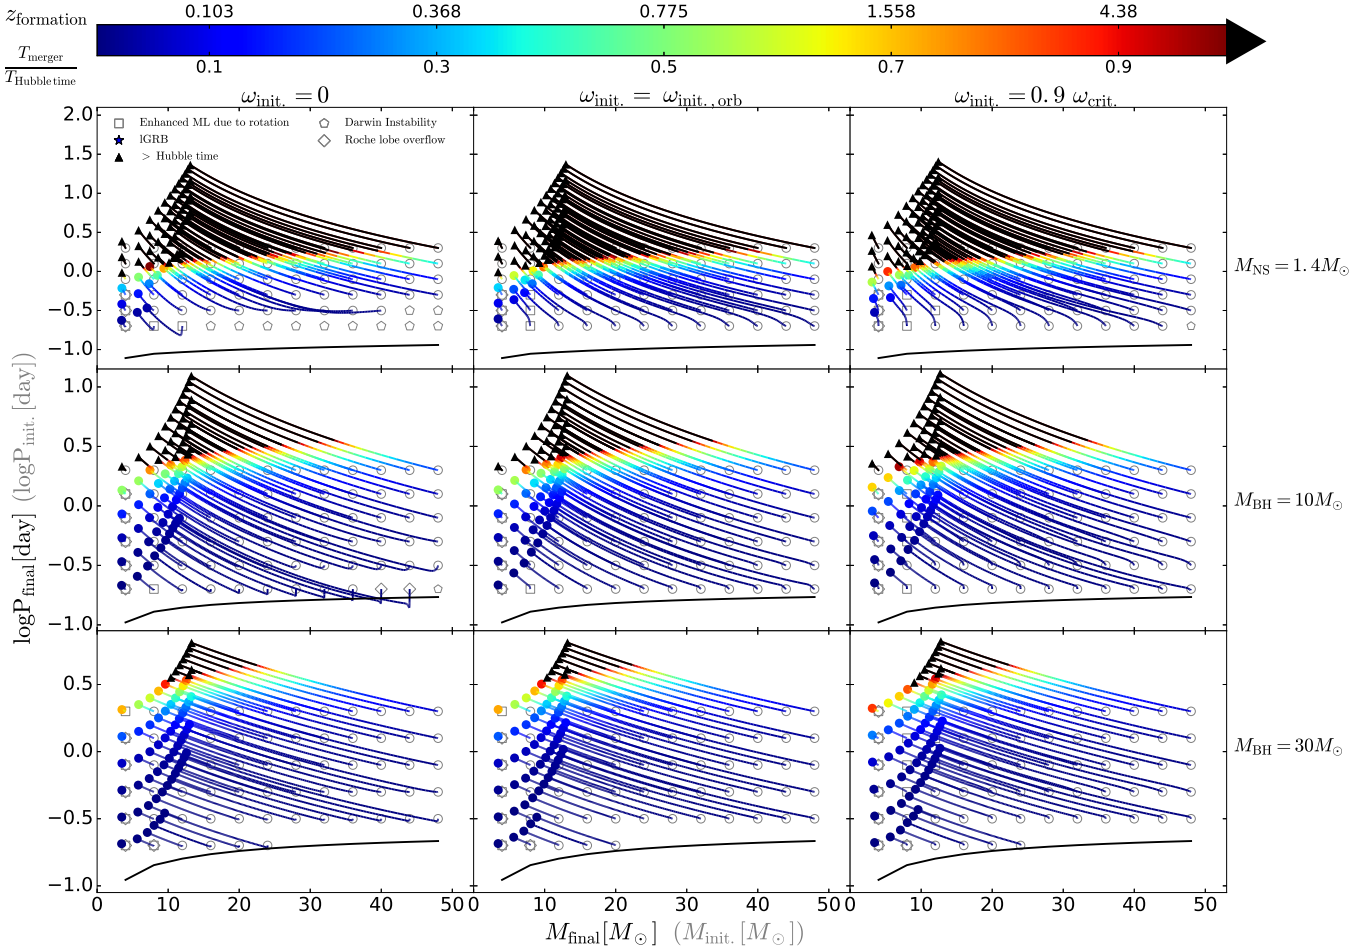 z_formation 0.103 0.368 0.775 1.558 4.38
T_merger / T_Hubble time 0.1 0.3 0.5 0.7 0.9
ω_init. = 0 ω_init. = ω_init.,orb ω_init. = 0.9 ω_crit.
Enhanced ML due to rotation
lGRB
> Hubble time
Darwin Instability
Roche lobe overflow
2.0
1.5
1.0
0.5
0.0
−0.5
−1.0
M_NS = 1.4M_⊙
1.0
0.5
0.0
−0.5
−1.0
M_BH = 10M_⊙
0.5
0.0
−0.5
−1.0
M_BH = 30M_⊙
logP_final[day] (logP_init.[day])
0 10 20 30 40 50 0 10 20 30 40 50 0 10 20 30 40 50
M_final[M_⊙] (M_init.[M_⊙])